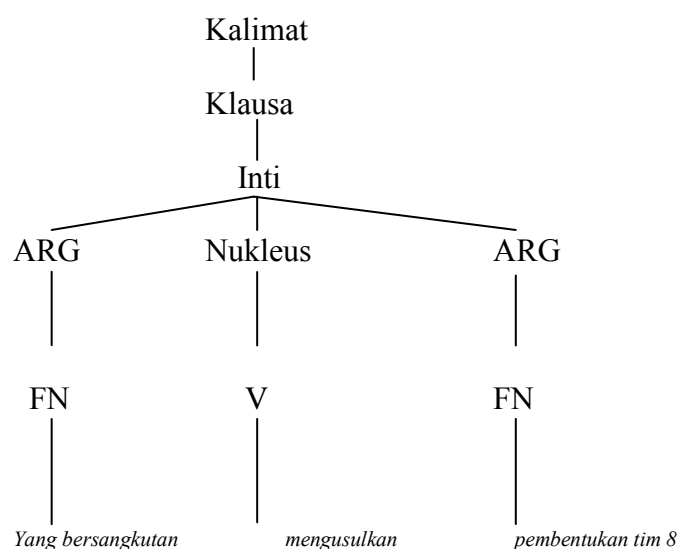 Kalimat
Klausa
Inti
ARG Nukleus ARG
FN V FN
Yang bersangkutan mengusulkan pembentukan tim 8